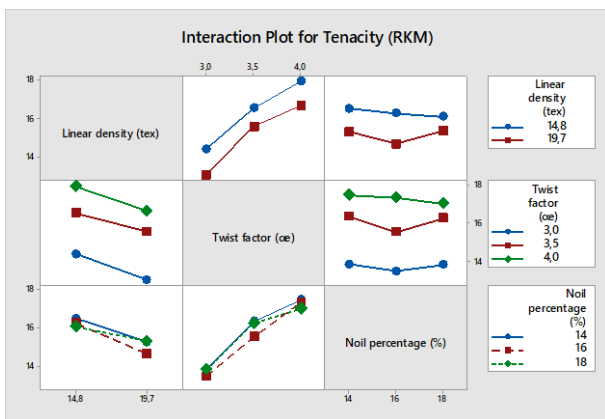 Interaction Plot for Tenacity (RKM)
3,0 3,5 4,0
18
16
14
Linear density (tex)
Linear
density
(tex)
14,8
19,7
Twist factor (œe)
18
16
14
Twist
factor
(œe)
3,0
3,5
4,0
18
16
14
Noil percentage (%)
Noil
percentage
(%)
14
16
18
14,8 19,7
14 16 18